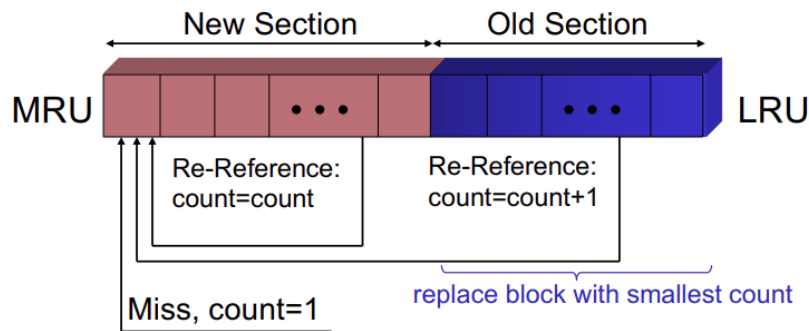 New Section Old Section
MRU
• • •
• • •
LRU
Re-Reference:
count=count
Re-Reference:
count=count+1
replace block with smallest count
Miss, count=1